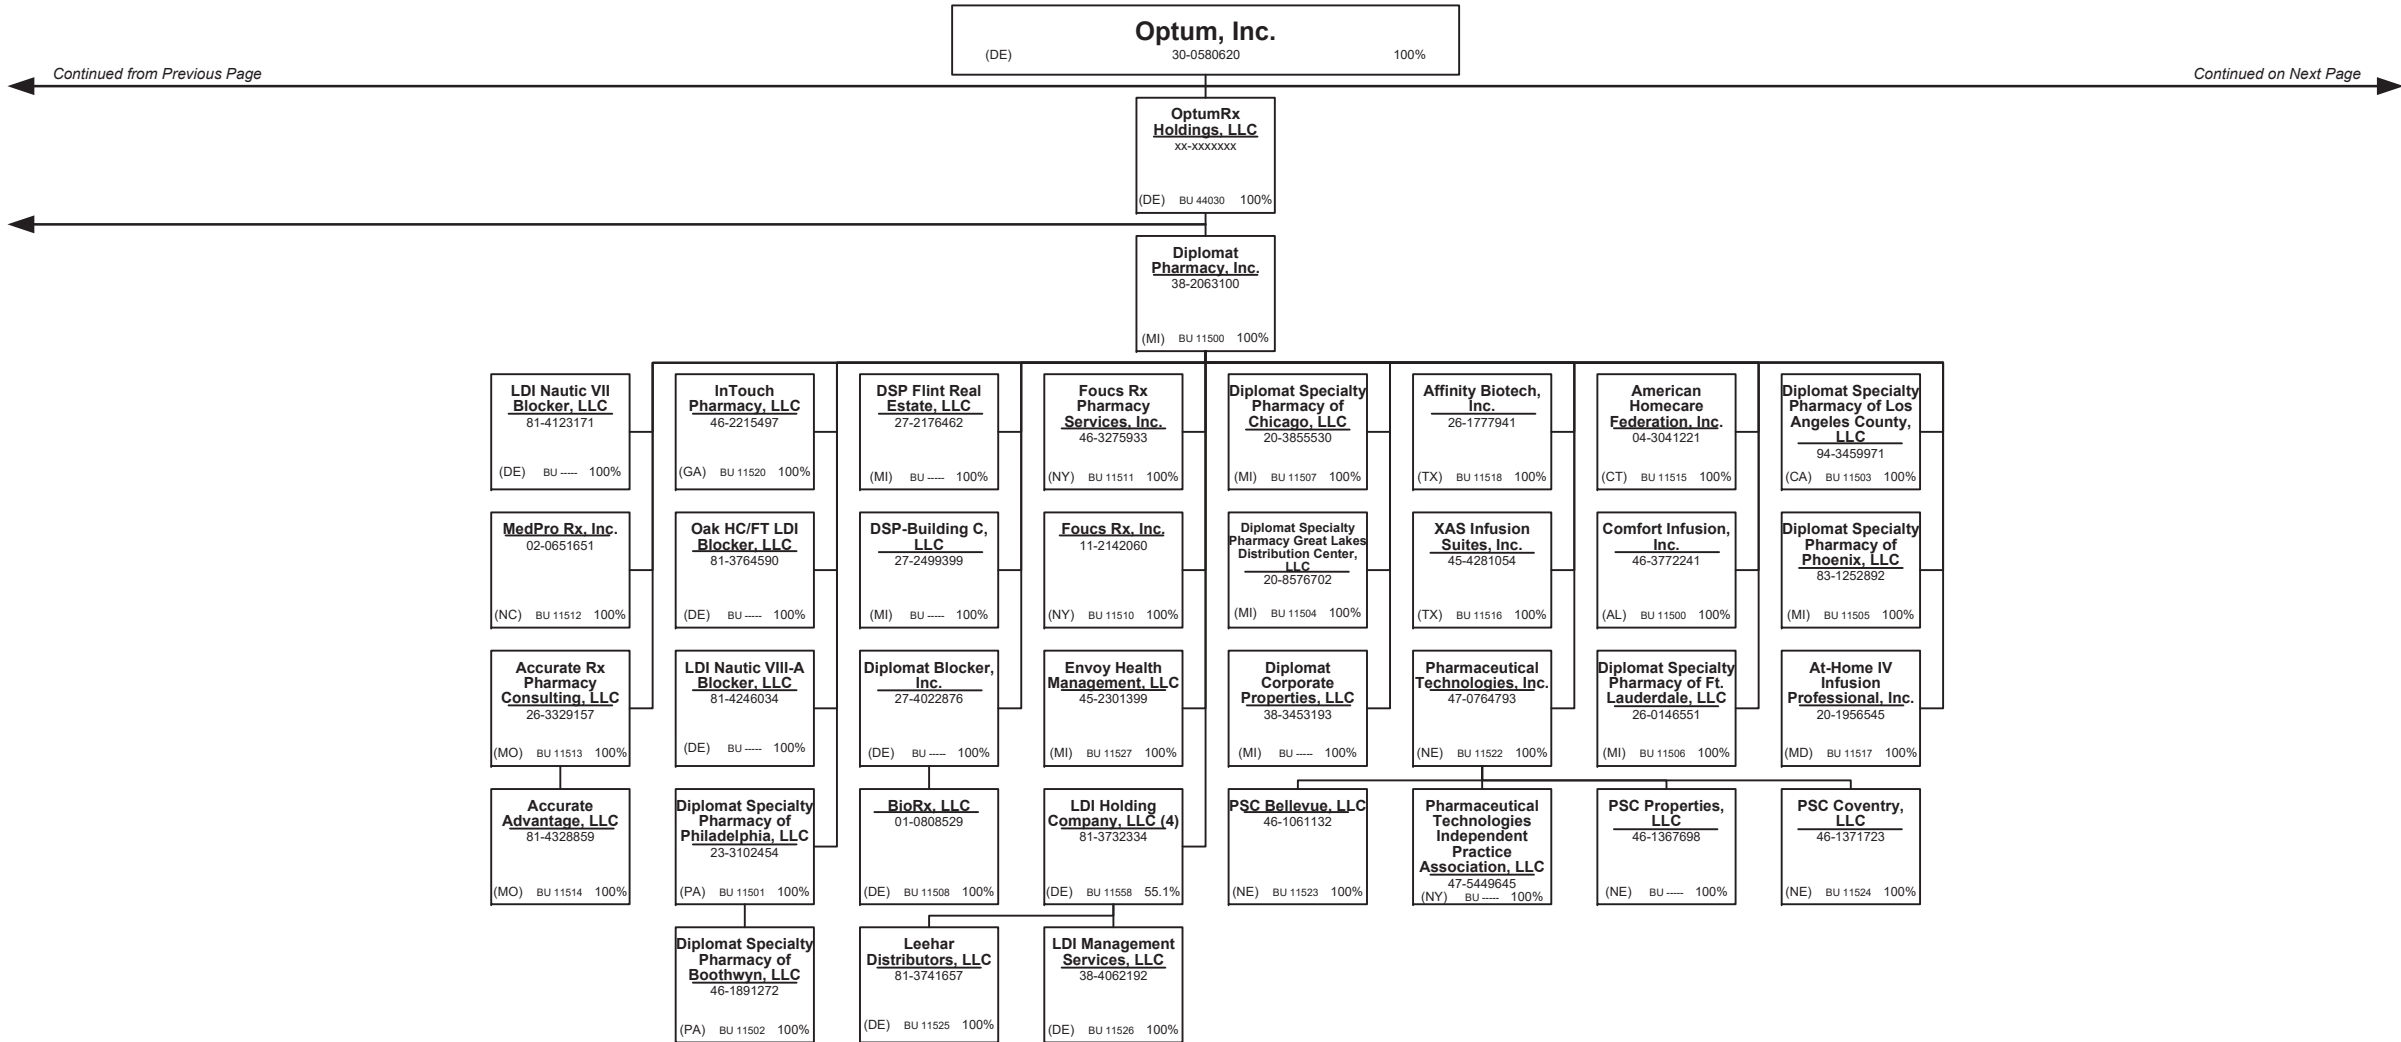 Optum, Inc.
(DE) 30-0580620 100%
Continued from Previous Page
Continued on Next Page
OptumRx
Holdings, LLC
xx-xxxxxxx
(DE) BU 44030 100%
Diplomat
Pharmacy, Inc.
38-2063100
(MI) BU 11500 100%
LDI Nautic VII
Blocker, LLC
81-4123171
(DE) BU ----- 100%
InTouch
Pharmacy, LLC
46-2215497
(GA) BU 11520 100%
DSP Flint Real
Estate, LLC
27-2176462
(MI) BU ----- 100%
Foucs Rx
Pharmacy
Services, Inc.
46-3275933
(NY) BU 11511 100%
Diplomat Specialty
Pharmacy of
Chicago, LLC
20-3855530
(MI) BU 11507 100%
Affinity Biotech,
Inc.
26-1777941
(TX) BU 11518 100%
American
Homecare
Federation, Inc.
04-3041221
(CT) BU 11515 100%
Diplomat Specialty
Pharmacy of Los
Angeles County,
LLC
94-3459971
(CA) BU 11503 100%
MedPro Rx, Inc.
02-0651651
(NC) BU 11512 100%
Oak HC/FT LDI
Blocker, LLC
81-3764590
(DE) BU ----- 100%
DSP-Building C,
LLC
27-2499399
(MI) BU ----- 100%
Foucs Rx, Inc.
11-2142060
(NY) BU 11510 100%
Diplomat Specialty
Pharmacy Great Lakes
Distribution Center,
LLC
20-8576702
(MI) BU 11504 100%
XAS Infusion
Suites, Inc.
45-4281054
(TX) BU 11516 100%
Comfort Infusion,
Inc.
46-3772241
(AL) BU 11500 100%
Diplomat Specialty
Pharmacy of
Phoenix, LLC
83-1252892
(MI) BU 11505 100%
Accurate Rx
Pharmacy
Consulting, LLC
26-3329157
(MO) BU 11513 100%
LDI Nautic VIII-A
Blocker, LLC
81-4246034
(DE) BU ----- 100%
Diplomat Blocker,
Inc.
27-4022876
(DE) BU ----- 100%
Envoy Health
Management, LLC
45-2301399
(MI) BU 11527 100%
Diplomat
Corporate
Properties, LLC
38-3453193
(MI) BU ----- 100%
Pharmaceutical
Technologies, Inc.
47-0764793
(NE) BU 11522 100%
Diplomat Specialty
Pharmacy of Ft.
Lauderdale, LLC
26-0146551
(MI) BU 11506 100%
At-Home IV
Infusion
Professional, Inc.
20-1956545
(MD) BU 11517 100%
Accurate
Advantage, LLC
81-4328859
(MO) BU 11514 100%
Diplomat Specialty
Pharmacy of
Philadelphia, LLC
23-3102454
(PA) BU 11501 100%
BioRx, LLC
01-0808529
(DE) BU 11508 100%
LDI Holding
Company, LLC (4)
81-3732334
(DE) BU 11558 55.1%
PSC Bellevue, LLC
46-1061132
(NE) BU 11523 100%
Pharmaceutical
Technologies
Independent
Practice
Association, LLC
47-5449645
(NY) BU ----- 100%
PSC Properties,
LLC
46-1367698
(NE) BU ----- 100%
PSC Coventry,
LLC
46-1371723
(NE) BU 11524 100%
Diplomat Specialty
Pharmacy of
Boothwyn, LLC
46-1891272
(PA) BU 11502 100%
Leehar
Distributors, LLC
81-3741657
(DE) BU 11525 100%
LDI Management
Services, LLC
38-4062192
(DE) BU 11526 100%